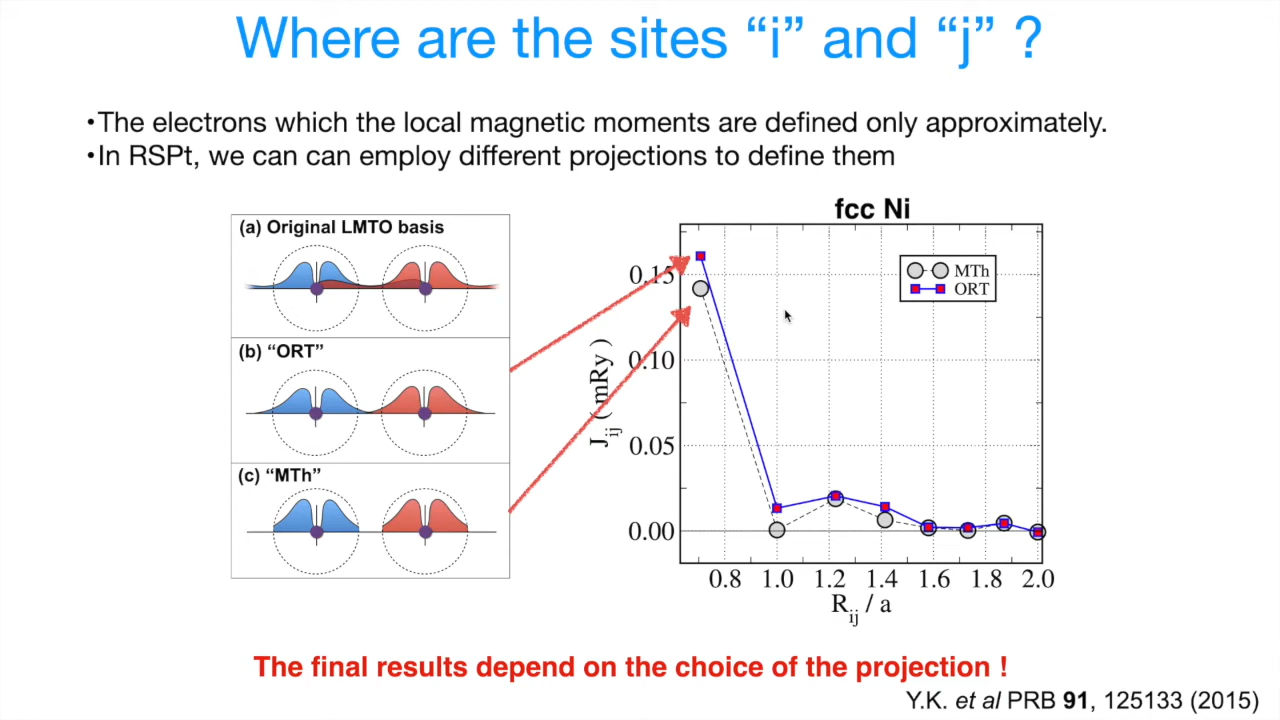 Where are the sites “i” and “j” ?
•The electrons which the local magnetic moments are defined only approximately.
•In RSPt, we can can employ different projections to define them
(a) Original LMTO basis
(b) “ORT”
(c) “MTh”
fcc Ni
MTh
ORT
0.15
0.10
0.05
0.00
Jij ( mRy )
0.8 1.0 1.2 1.4 1.6 1.8 2.0
Rij / a
The final results depend on the choice of the projection !
Y.K. et al PRB 91, 125133 (2015)